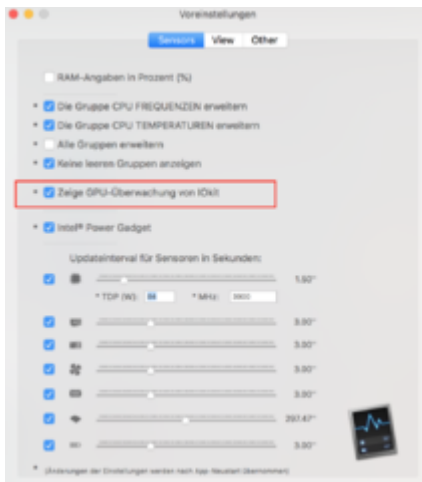 Voreinstellungen
Sensors View Other
RAM-Angaben in Prozent (%)
* Die Gruppe CPU FREQUENZEN erweitern
* Die Gruppe CPU TEMPERATUREN erweitern
* Alle Gruppen erweitern
* Keine leeren Gruppen anzeigen
* Zeige GPU-Überwachung von IOkit
* Intel® Power Gadget
Updateinterval für Sensoren in Sekunden:
1.50"
* TDP (W): * MHz:
3.00"
3.00"
3.00"
3.00"
297.47"
3.00"
* (Änderungen der Einstellungen werden nach App-Neustart übernommen)